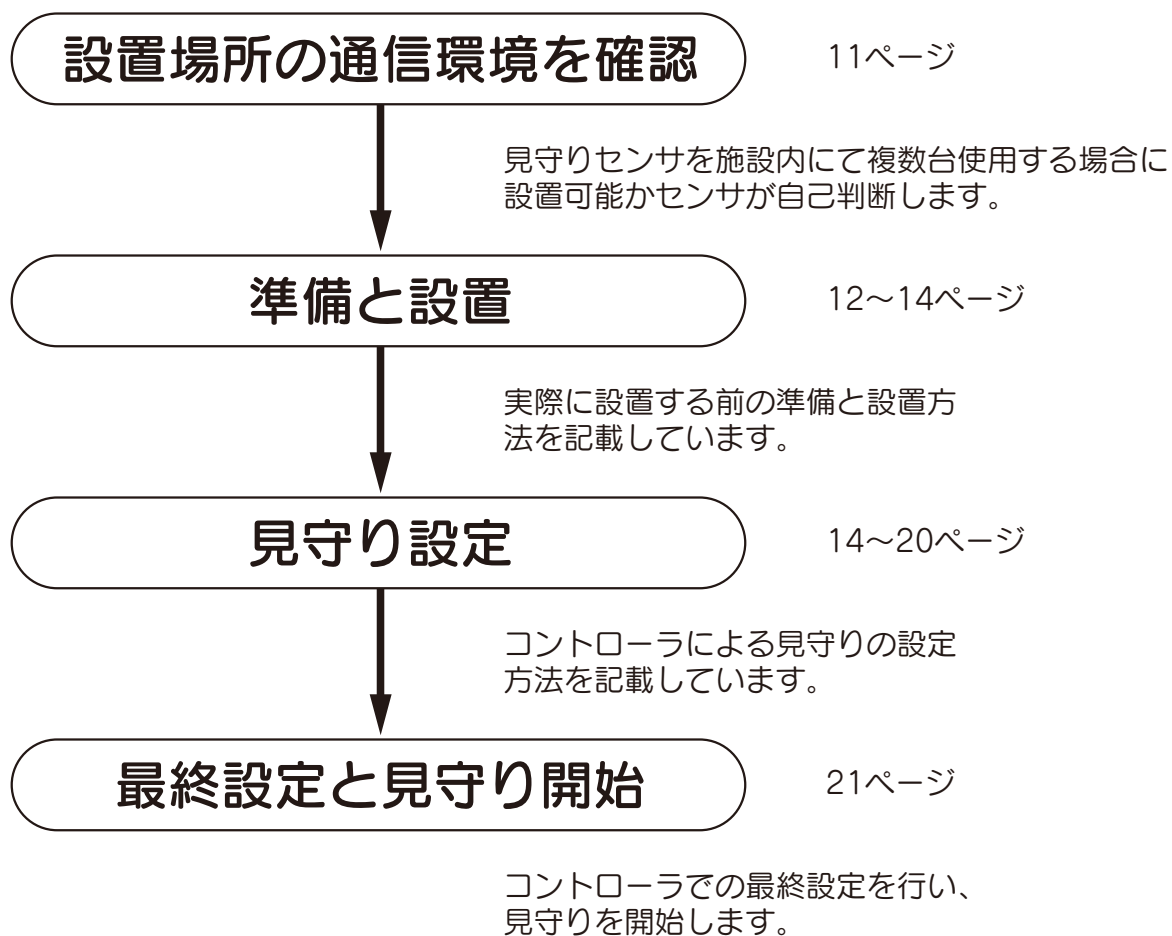 設置場所の通信環境を確認
11ページ
見守りセンサを施設内にて複数台使用する場合に
設置可能かセンサが自己判断します。
準備と設置
12～14ページ
実際に設置する前の準備と設置方
法を記載しています。
見守り設定
14～20ページ
コントローラによる見守りの設定
方法を記載しています。
最終設定と見守り開始
21ページ
コントローラでの最終設定を行い、
見守りを開始します。